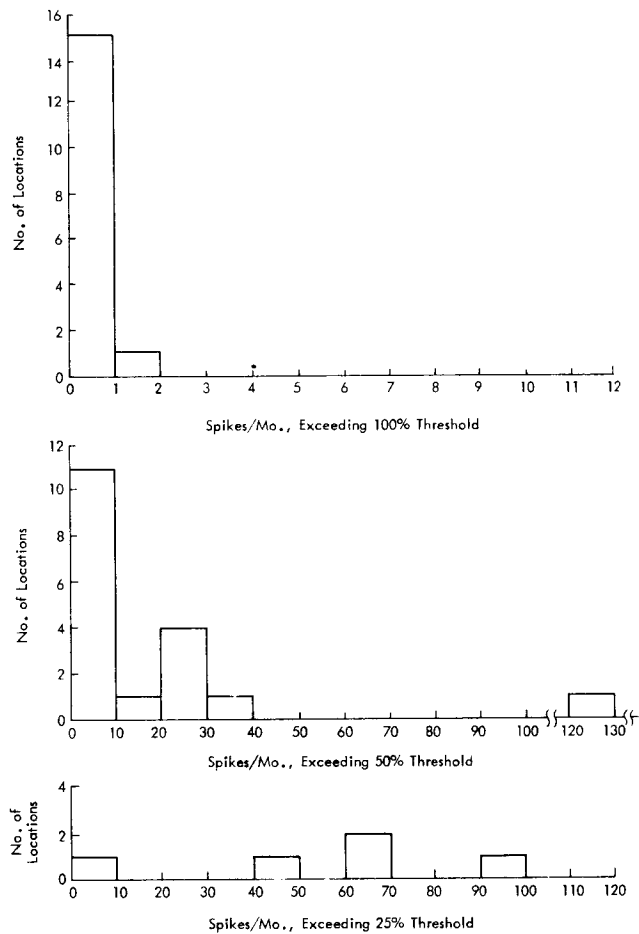 16
14
12
10
8
6
4
2
0
No. of Locations
0 1 2 3 4 5 6 7 8 9 10 11 12
Spikes/Mo., Exceeding 100% Threshold
12
10
8
6
4
2
0
No. of Locations
0 10 20 30 40 50 60 70 80 90 100 120 130
Spikes/Mo., Exceeding 50% Threshold
4
2
0
No. of
Locations
0 10 20 30 40 50 60 70 80 90 100 110 120
Spikes/Mo., Exceeding 25% Threshold